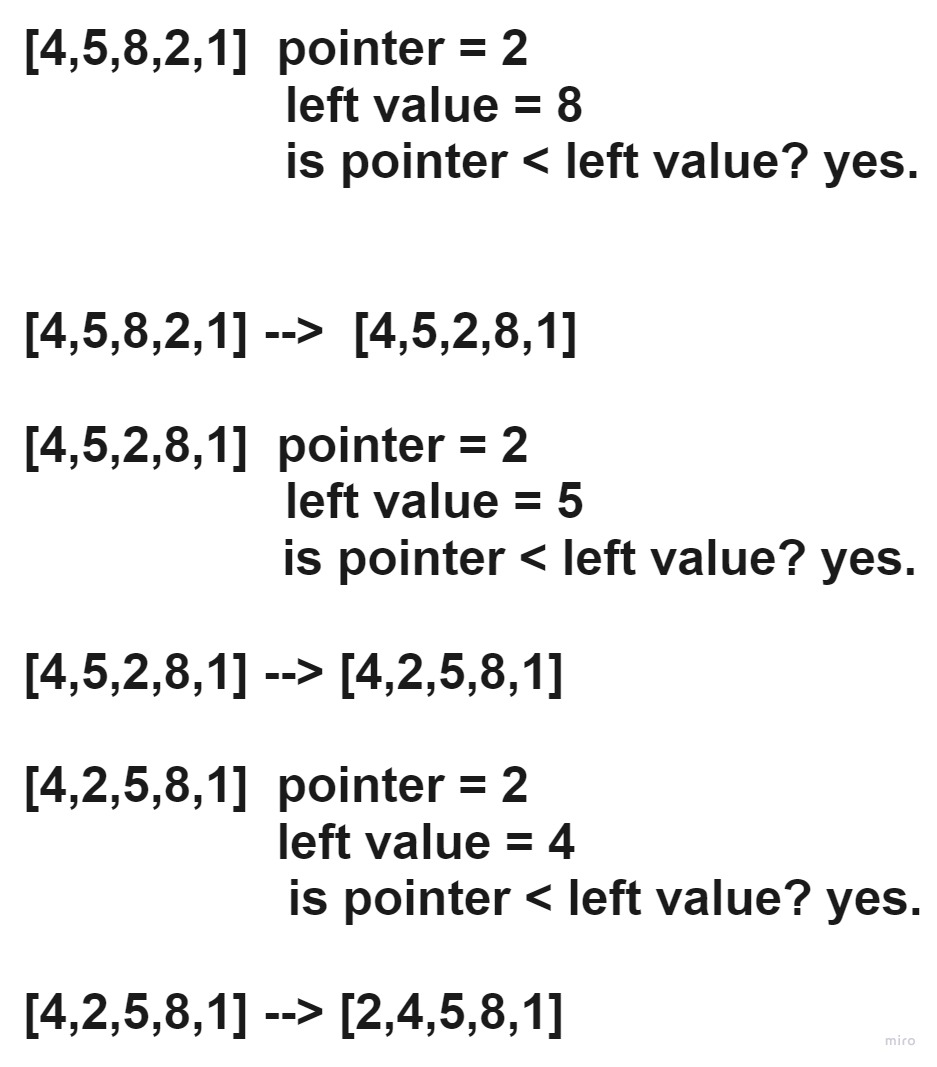 [4,5,8,2,1] pointer = 2
left value = 8
is pointer < left value? yes.
[4,5,8,2,1] --> [4,5,2,8,1]
[4,5,2,8,1] pointer = 2
left value = 5
is pointer < left value? yes.
[4,5,2,8,1] --> [4,2,5,8,1]
[4,2,5,8,1] pointer = 2
left value = 4
is pointer < left value? yes.
[4,2,5,8,1] --> [2,4,5,8,1]
miro